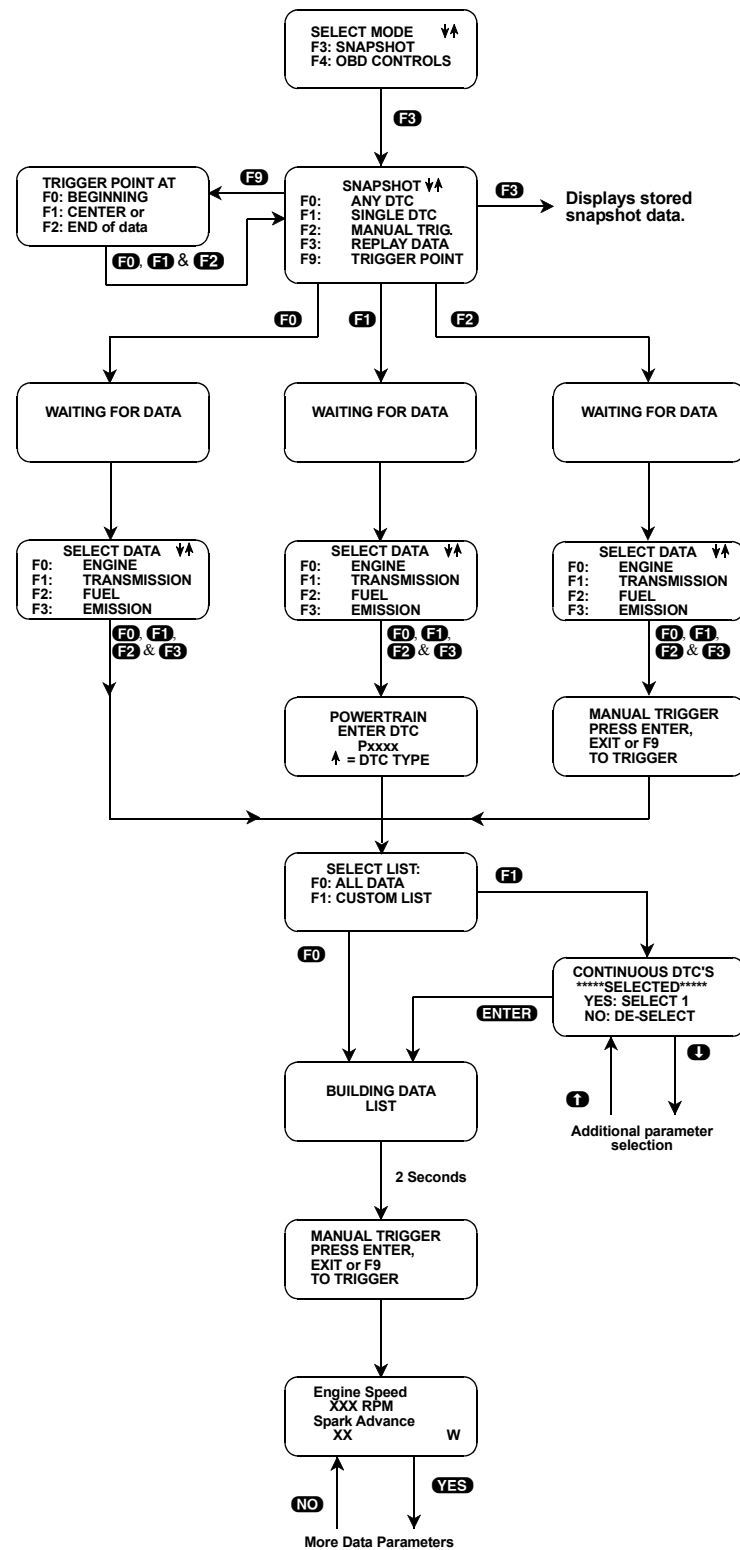 SELECT MODE
F3: SNAPSHOT
F4: OBD CONTROLS
F3
TRIGGER POINT AT
F0: BEGINNING
F1: CENTER or
F2: END of data
F9
F0, F1 & F2
SNAPSHOT
F0: ANY DTC
F1: SINGLE DTC
F2: MANUAL TRIG.
F3: REPLAY DATA
F9: TRIGGER POINT
F3
Displays stored
snapshot data.
F0
F1
F2
WAITING FOR DATA
WAITING FOR DATA
WAITING FOR DATA
SELECT DATA
F0: ENGINE
F1: TRANSMISSION
F2: FUEL
F3: EMISSION
SELECT DATA
F0: ENGINE
F1: TRANSMISSION
F2: FUEL
F3: EMISSION
SELECT DATA
F0: ENGINE
F1: TRANSMISSION
F2: FUEL
F3: EMISSION
F0, F1,
F2 & F3
F0, F1,
F2 & F3
F0, F1,
F2 & F3
POWERTRAIN
ENTER DTC
Pxxxx
= DTC TYPE
MANUAL TRIGGER
PRESS ENTER,
EXIT or F9
TO TRIGGER
SELECT LIST:
F0: ALL DATA
F1: CUSTOM LIST
F1
F0
CONTINUOUS DTC'S
*****SELECTED*****
YES: SELECT 1
NO: DE-SELECT
ENTER
Additional parameter
selection
BUILDING DATA
LIST
2 Seconds
MANUAL TRIGGER
PRESS ENTER,
EXIT or F9
TO TRIGGER
Engine Speed
XXX RPM
Spark Advance
XX W
NO
YES
More Data Parameters